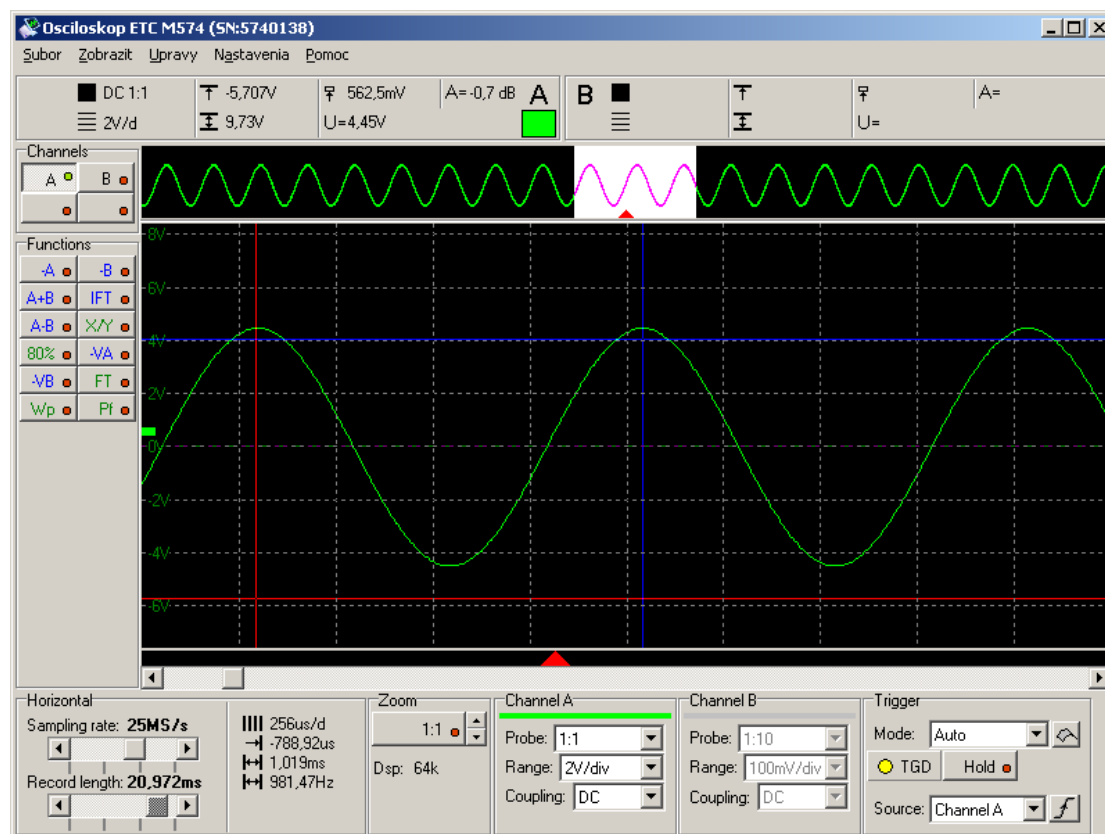 Osciloskop ETC M574 (SN:5740138)
Subor Zobrazit Upravy Nastavenia Pomoc
DC 1:1 -5,707V 562,5mV A=-0,7 dB A B A=
2V/d 9,73V U=4,45V U=
Channels
A B
Functions
-A -B
A+B IFT
A-B X/Y
80% -VA
-VB FT
Wp Pf
8V
6V
4V
2V
0V
-2V
-4V
-6V
Horizontal
Sampling rate: 25MS/s
Record length: 20,972ms
256us/d
-788,92us
1,019ms
981,47Hz
Zoom
1:1
Dsp: 64k
Channel A
Probe: 1:1
Range: 2V/div
Coupling: DC
Channel B
Probe: 1:10
Range: 100mV/div
Coupling: DC
Trigger
Mode: Auto
TGD Hold
Source: Channel A